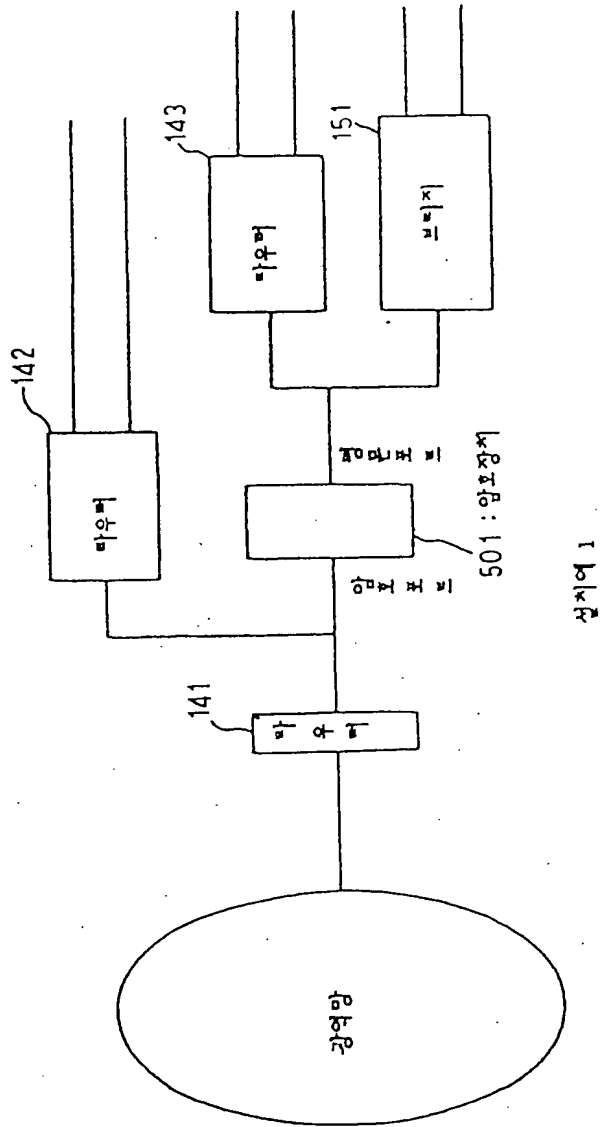 142
라우터
143
라우터
141
라우터
평문포트
암호포트
151
브리지
501 : 암호장치
광역망
설치예 1